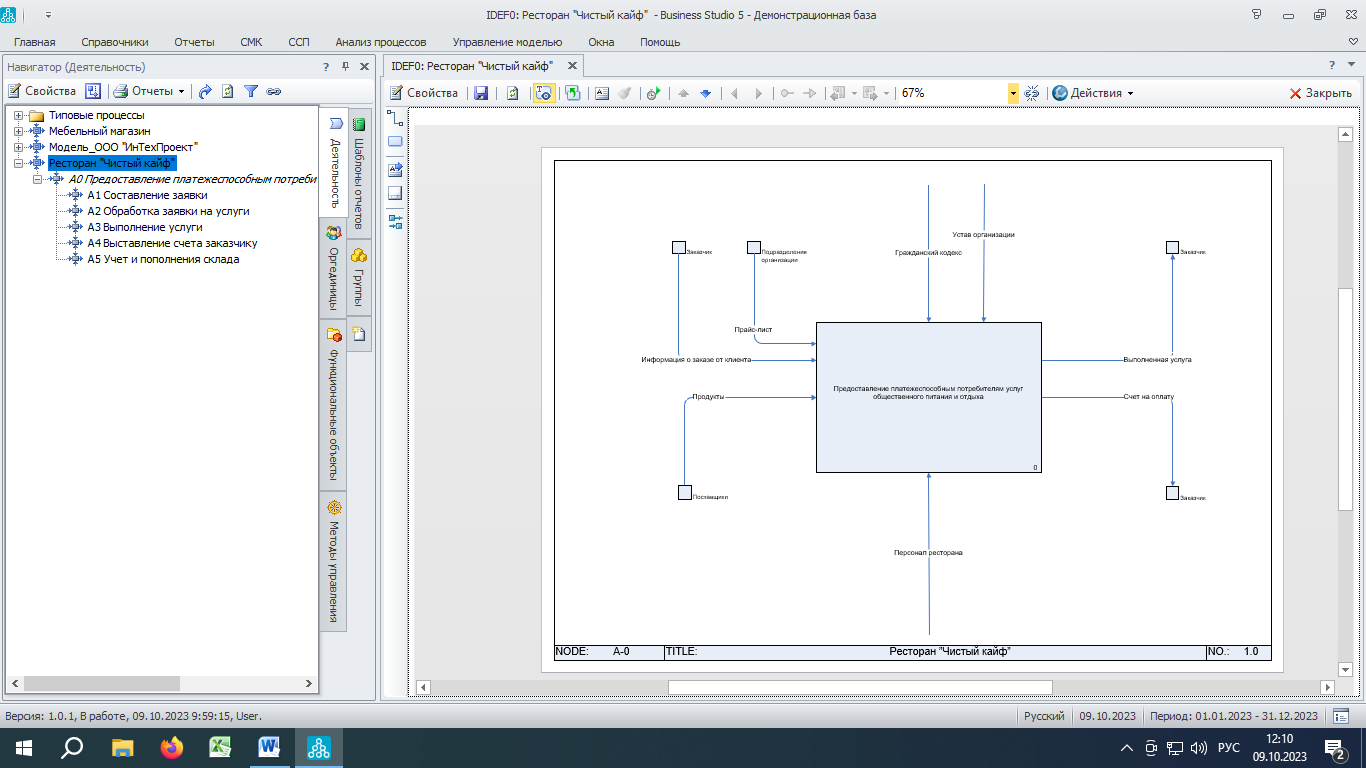 IDEF0: Ресторан "Чистый кайф" - Business Studio 5 - Демонстрационная база
Главная Справочники Отчеты СМК ССП Анализ процессов Управление моделью Окна Помощь
Навигатор (Деятельность)
Свойства Отчеты
Типовые процессы
Мебельный магазин
Модель_ООО "ИнТехПроект"
Ресторан "Чистый кайф"
А0 Предоставление платежеспособным потреби
А1 Составление заявки
А2 Обработка заявки на услуги
А3 Выполнение услуги
А4 Выставление счета заказчику
А5 Учет и пополнения склада
Деятельность
Оргединицы
Функциональные объекты
Методы управления
Шаблоны отчетов
Группы
IDEF0: Ресторан "Чистый кайф"
Свойства 67% Действия Закрыть
Устав организации
Гражданский кодекс
Заказчик
Подразделения
организации
Заказчик
Прайс-лист
Информация о заказе от клиента
Выполненная услуга
Предоставление платежеспособным потребителям услуг
общественного питания и отдыха
Продукты
Счет на оплату
0
Поставщики
Заказчик
Персонал ресторана
NODE: A-0 TITLE: Ресторан "Чистый кайф" NO.: 1.0
Версия: 1.0.1, В работе, 09.10.2023 9:59:15, User.
Русский 09.10.2023 Период: 01.01.2023 - 31.12.2023
РУС
12:10
09.10.2023
2